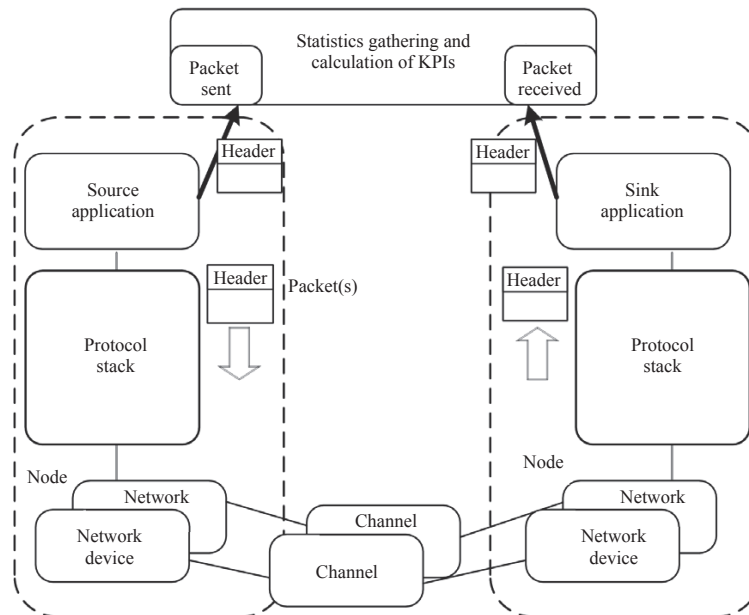 Statistics gathering and
calculation of KPIs
Packet
sent
Packet
received
Header
Header
Source
application
Sink
application
Header
Packet(s)
Header
Protocol
stack
Protocol
stack
Node
Node
Network
Network
Channel
Network
device
Network
device
Channel